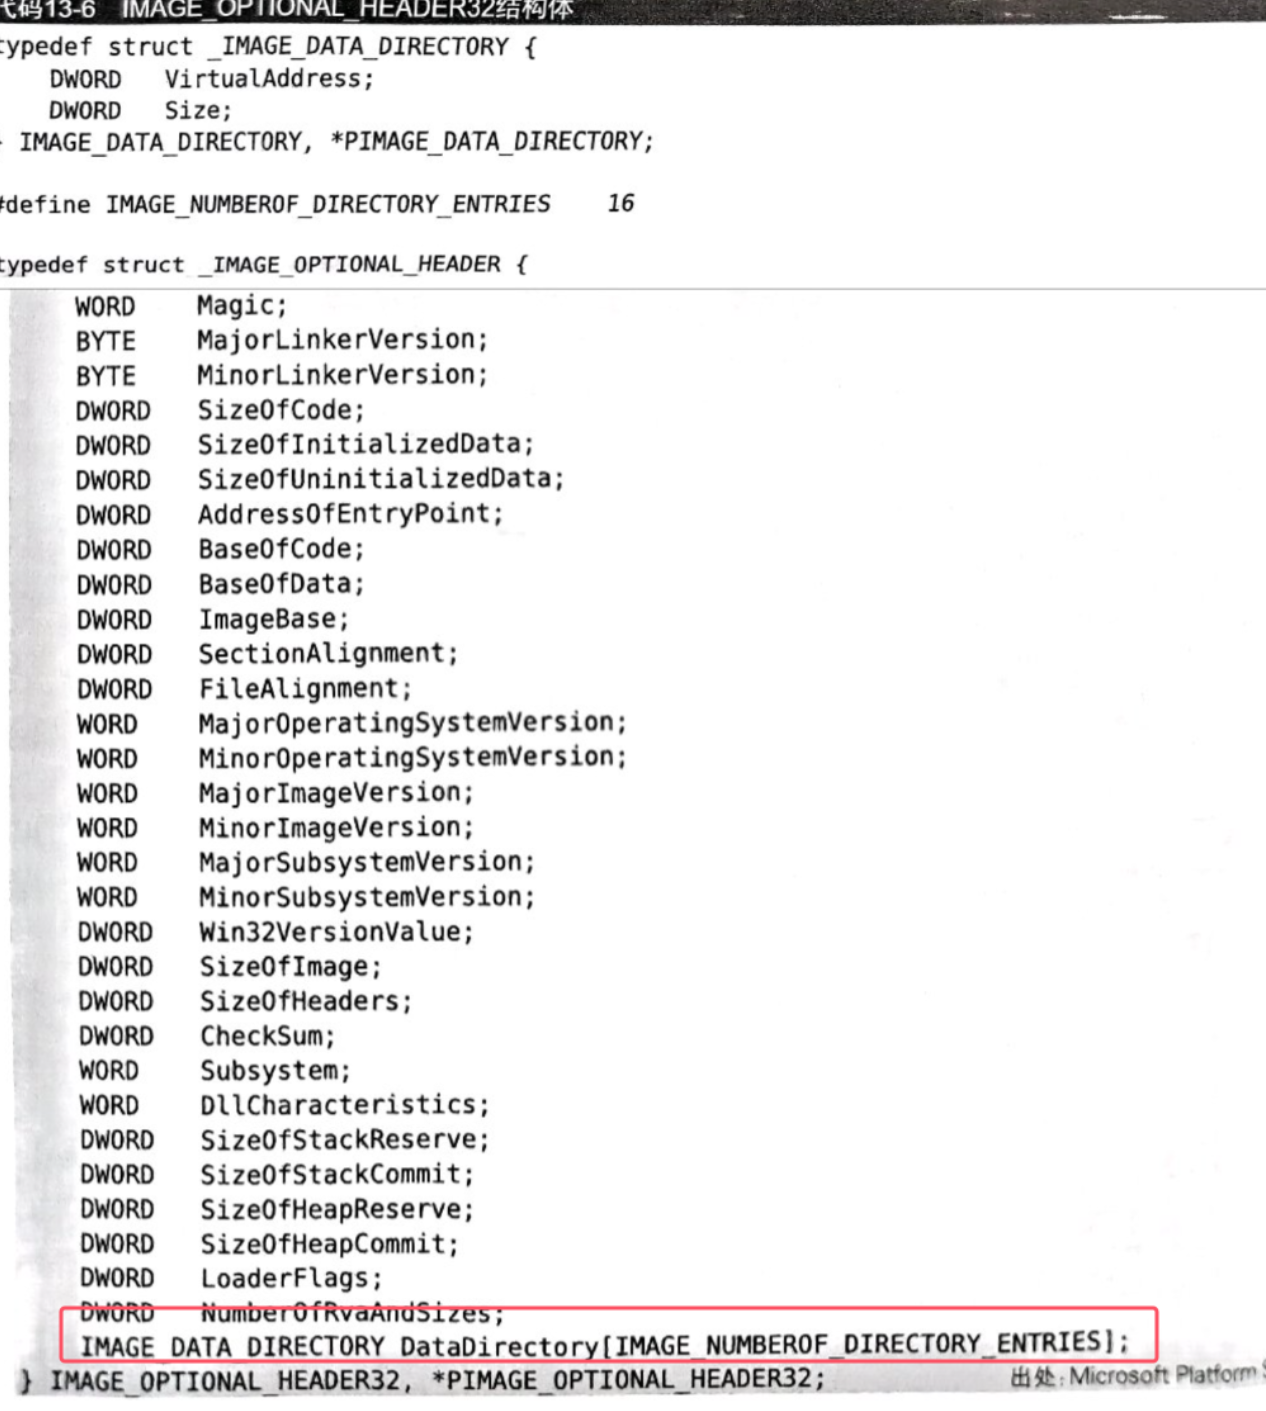 代码13-6 IMAGE_OPTIONAL_HEADER32结构体
typedef struct _IMAGE_DATA_DIRECTORY {
DWORD VirtualAddress;
DWORD Size;
} IMAGE_DATA_DIRECTORY, *PIMAGE_DATA_DIRECTORY;
#define IMAGE_NUMBEROF_DIRECTORY_ENTRIES 16
typedef struct _IMAGE_OPTIONAL_HEADER {
WORD Magic;
BYTE MajorLinkerVersion;
BYTE MinorLinkerVersion;
DWORD SizeOfCode;
DWORD SizeOfInitializedData;
DWORD SizeOfUninitializedData;
DWORD AddressOfEntryPoint;
DWORD BaseOfCode;
DWORD BaseOfData;
DWORD ImageBase;
DWORD SectionAlignment;
DWORD FileAlignment;
WORD MajorOperatingSystemVersion;
WORD MinorOperatingSystemVersion;
WORD MajorImageVersion;
WORD MinorImageVersion;
WORD MajorSubsystemVersion;
WORD MinorSubsystemVersion;
DWORD Win32VersionValue;
DWORD SizeOfImage;
DWORD SizeOfHeaders;
DWORD CheckSum;
WORD Subsystem;
WORD DllCharacteristics;
DWORD SizeOfStackReserve;
DWORD SizeOfStackCommit;
DWORD SizeOfHeapReserve;
DWORD SizeOfHeapCommit;
DWORD LoaderFlags;
DWORD NumberOfRvaAndSizes;
IMAGE_DATA_DIRECTORY DataDirectory[IMAGE_NUMBEROF_DIRECTORY_ENTRIES];
} IMAGE_OPTIONAL_HEADER32, *PIMAGE_OPTIONAL_HEADER32;
出处: Microsoft Platform